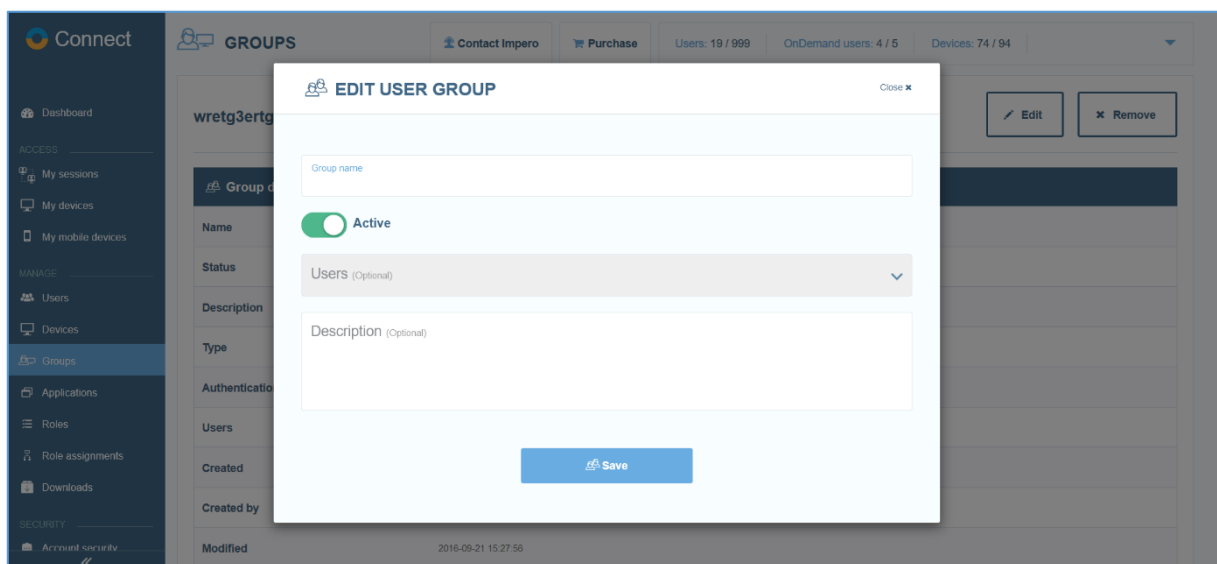 Connect
GROUPS
Contact Impero
Purchase
Users: 19 / 999
OnDemand users: 4 / 5
Devices: 74 / 94
EDIT USER GROUP
Close ×
Dashboard
wretg3ertg
Edit
× Remove
ACCESS
My sessions
My devices
My mobile devices
MANAGE
Users
Devices
Groups
Applications
Roles
Role assignments
Downloads
SECURITY
Account security
Group name
Active
Users (Optional)
Description (Optional)
Save
Group d
Name
Status
Description
Type
Authenticatio
Users
Created
Created by
Modified
2016-09-21 15:27:56